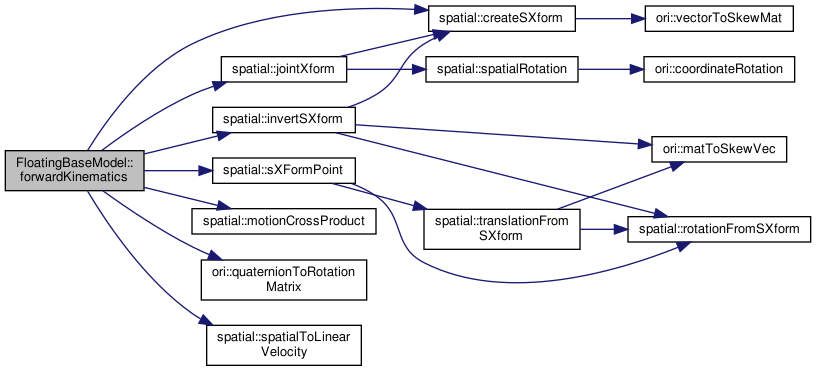 FloatingBaseModel::
forwardKinematics
spatial::createSXform
ori::vectorToSkewMat
spatial::jointXform
spatial::spatialRotation
ori::coordinateRotation
spatial::invertSXform
ori::matToSkewVec
spatial::sXFormPoint
spatial::motionCrossProduct
spatial::translationFrom
SXform
spatial::rotationFromSXform
ori::quaternionToRotation
Matrix
spatial::spatialToLinear
Velocity